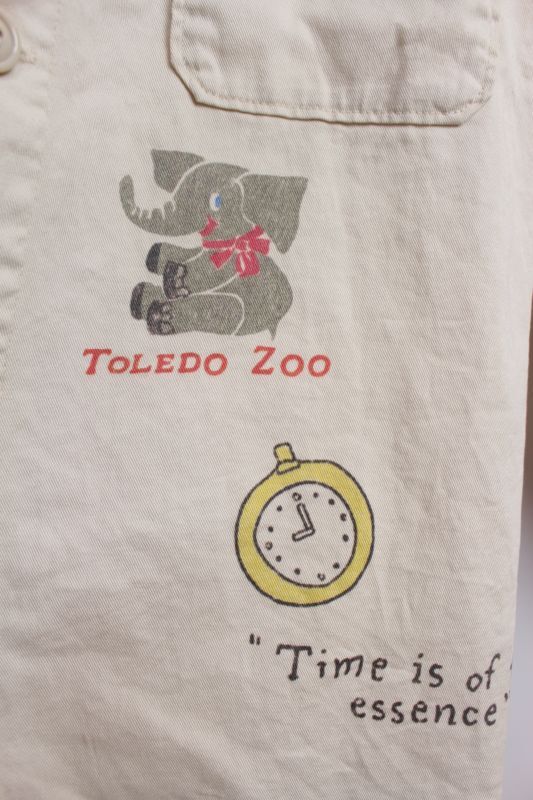 TOLEDO ZOO
"Time is of
essence"